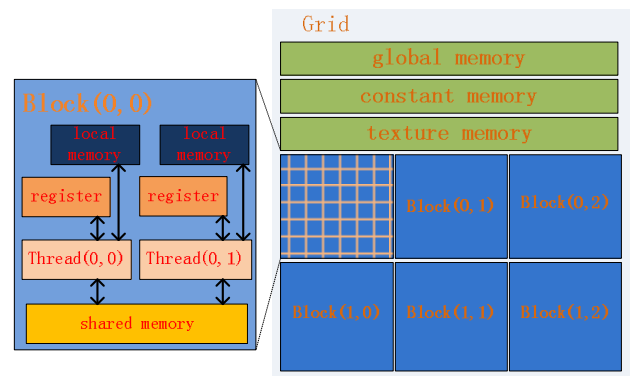 Grid
global memory
constant memory
texture memory
Block(0,0)
local
memory
local
memory
register
register
Thread(0,0)
Thread(0,1)
shared memory
Block(0,1)
Block(0,2)
Block(1,0)
Block(1,1)
Block(1,2)